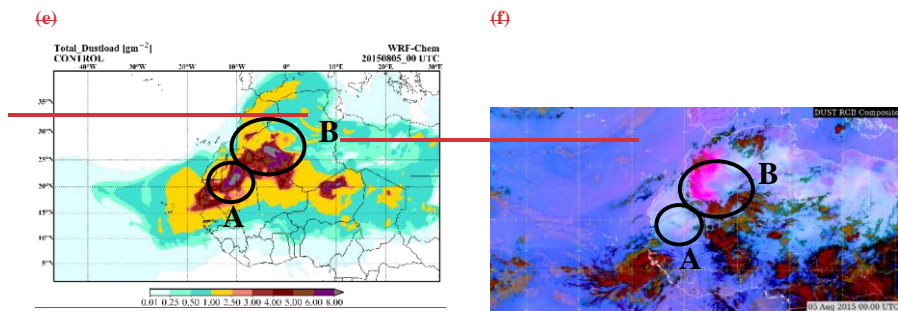 (e)
(f)
Total_Dustload [gm⁻²] WRF-Chem
CONTROL 20150805_00 UTC
40°W 30°W 20°W 10°W 0°E 10°E 20°E 30°E
35°N
30°N
25°N
20°N
15°N
10°N
5°N
A
B
0.01 0.25 0.50 1.00 2.50 3.00 4.00 5.00 6.00 8.00
DUST RGB Composite
B
A
05 Aug 2015 00:00 UTC